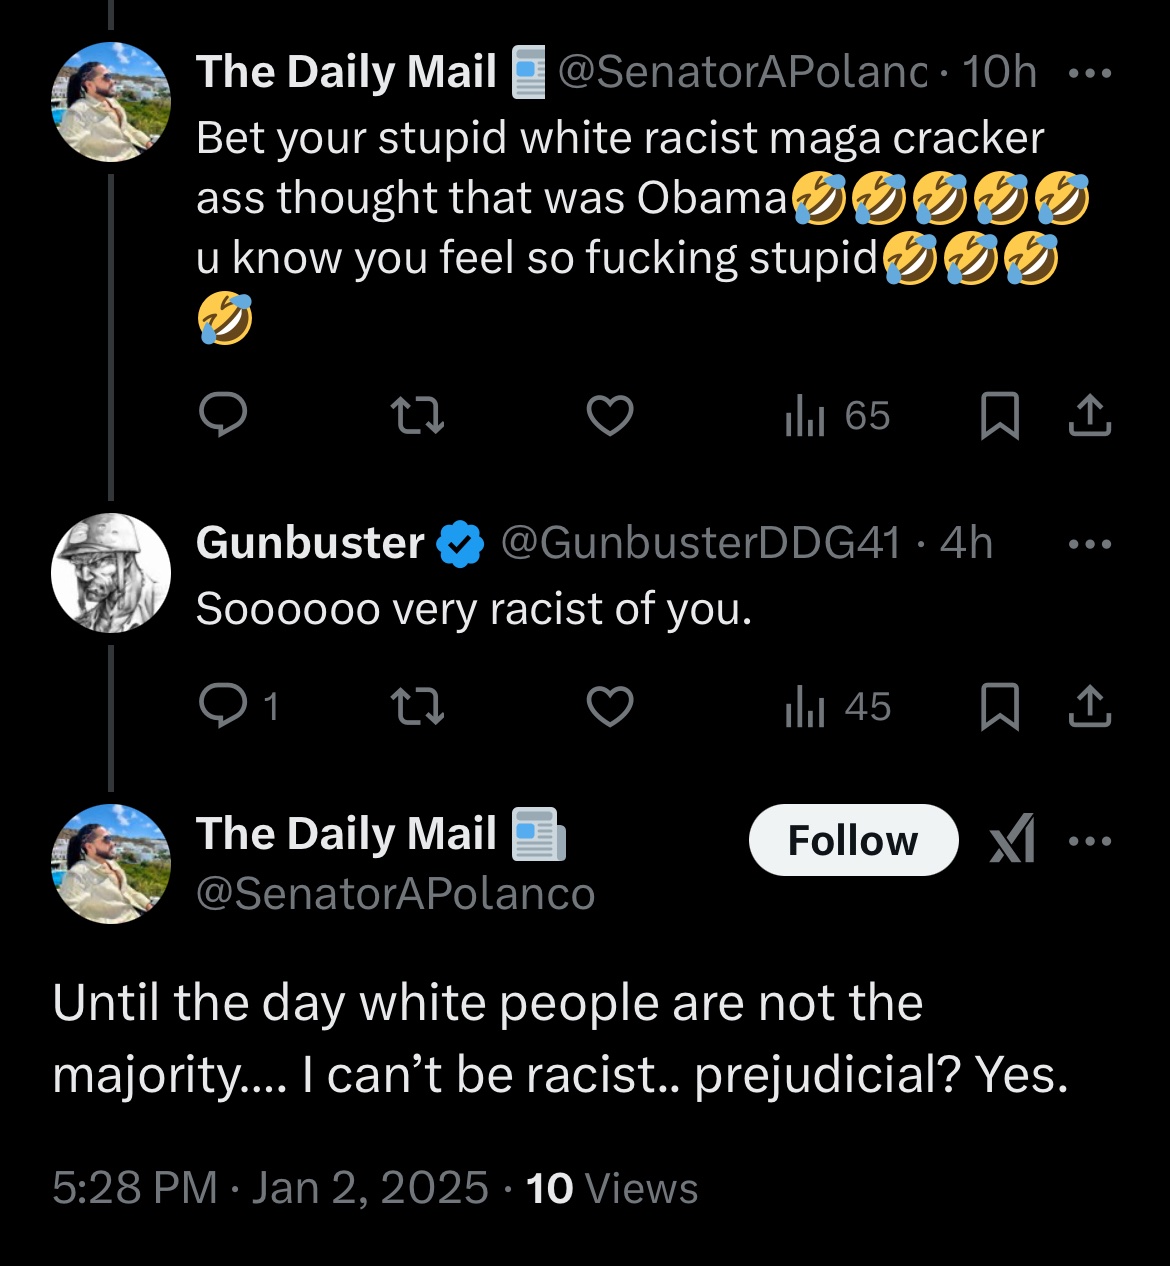 The Daily Mail 📰 @SenatorAPolanc · 10h
Bet your stupid white racist maga cracker
ass thought that was Obama🤣🤣🤣🤣🤣
u know you feel so fucking stupid🤣🤣🤣
🤣
65
Gunbuster @GunbusterDDG41 · 4h
Soooooo very racist of you.
1 45
The Daily Mail 📰
Follow
@SenatorAPolanco
Until the day white people are not the
majority.... I can’t be racist.. prejudicial? Yes.
5:28 PM · Jan 2, 2025 · 10 Views